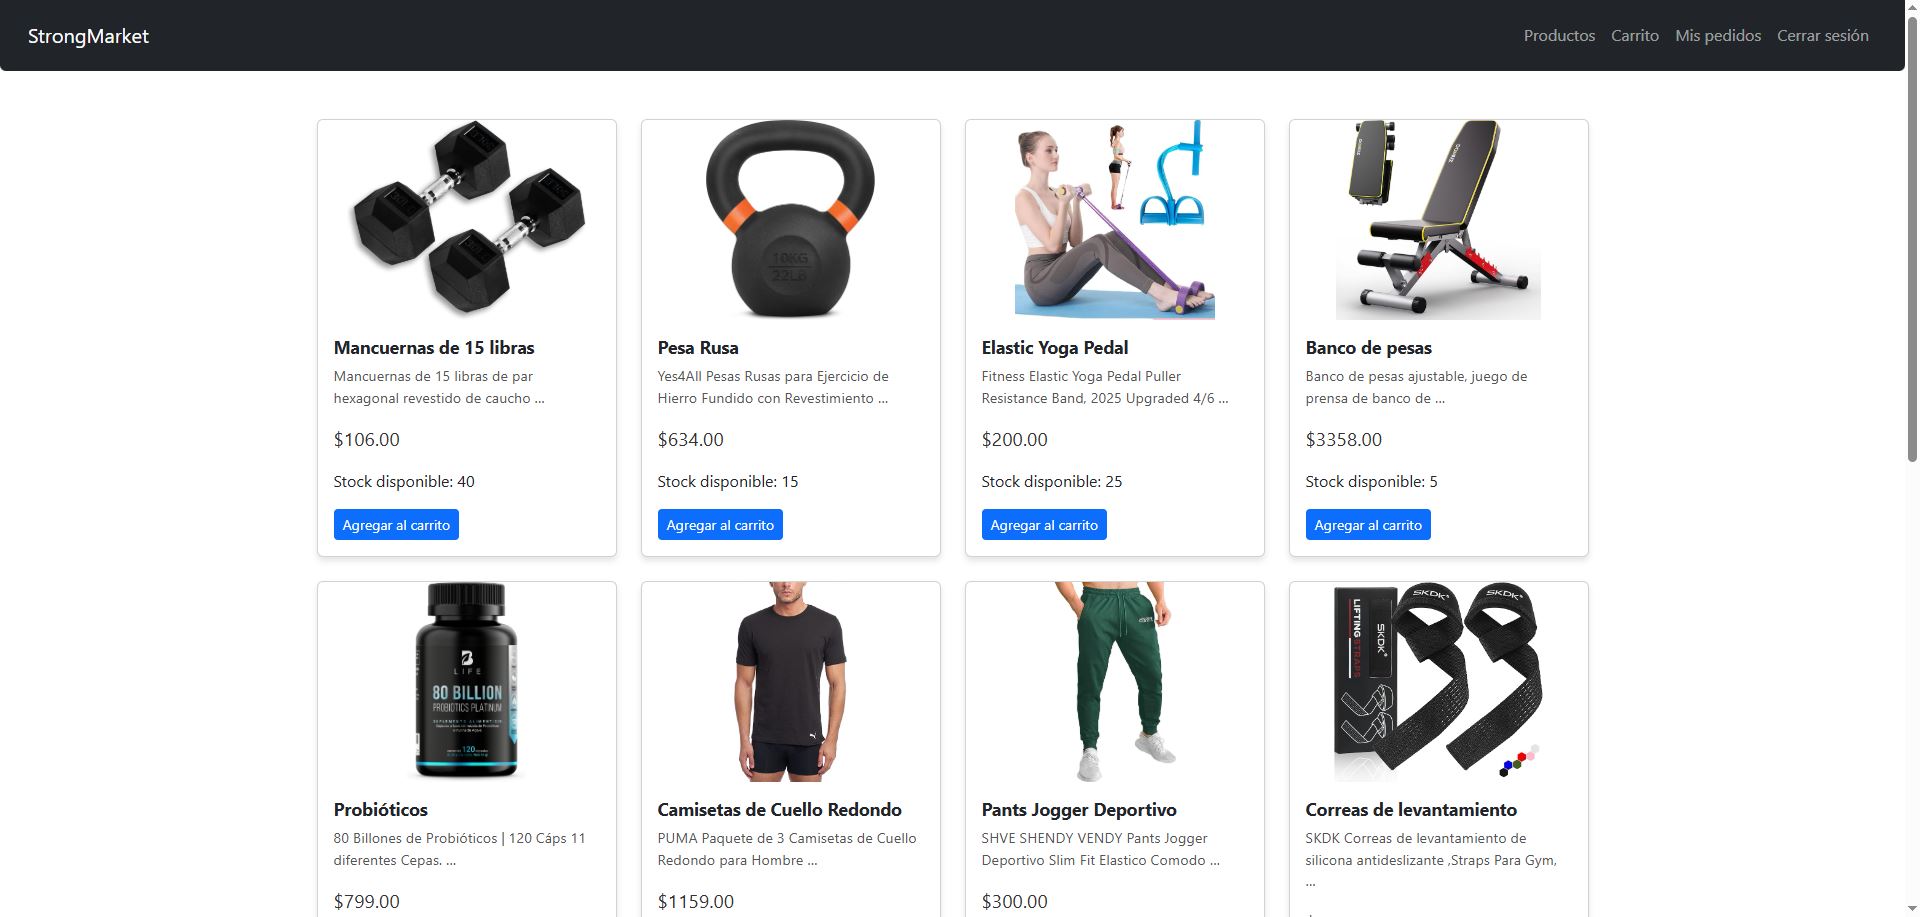 StrongMarket
Productos Carrito Mis pedidos Cerrar sesión
10KG
22LB
Mancuernas de 15 libras
Mancuernas de 15 libras de par
hexagonal revestido de caucho ...
$106.00
Stock disponible: 40
Agregar al carrito
Pesa Rusa
Yes4All Pesas Rusas para Ejercicio de
Hierro Fundido con Revestimiento ...
$634.00
Stock disponible: 15
Agregar al carrito
Elastic Yoga Pedal
Fitness Elastic Yoga Pedal Puller
Resistance Band, 2025 Upgraded 4/6 ...
$200.00
Stock disponible: 25
Agregar al carrito
Banco de pesas
Banco de pesas ajustable, juego de
prensa de banco de ...
$3358.00
Stock disponible: 5
Agregar al carrito
B
LIFE
80 BILLION
PROBIOTICS PLATINUM
SUPLEMENTO ALIMENTICIO
120
Probióticos
80 Billones de Probióticos | 120 Cáps 11
diferentes Cepas. ...
$799.00
Camisetas de Cuello Redondo
PUMA Paquete de 3 Camisetas de Cuello
Redondo para Hombre ...
$1159.00
Pants Jogger Deportivo
SHVE SHENDY VENDY Pants Jogger
Deportivo Slim Fit Elastico Comodo ...
$300.00
LIFTING STRAPS
SKDK
SKDK
SKDK
Correas de levantamiento
SKDK Correas de levantamiento de
silicona antideslizante ,Straps Para Gym,
...